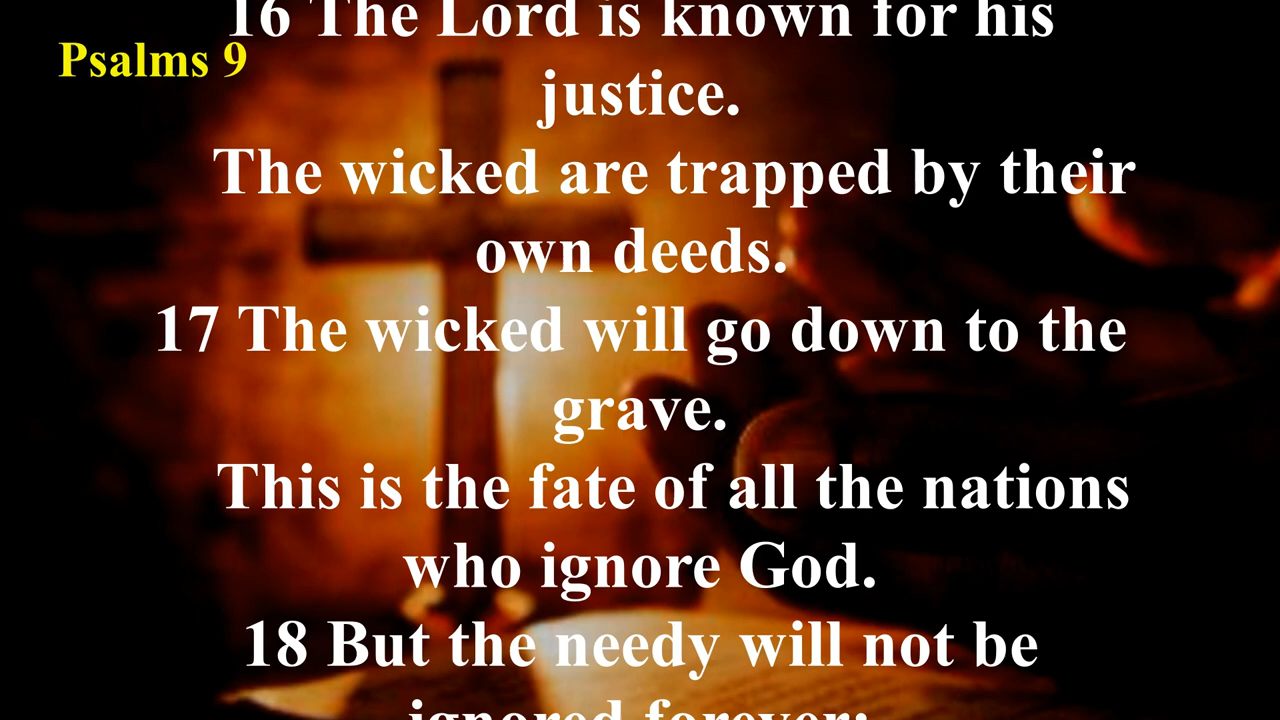 Psalms 9
16 The Lord is known for his
justice.
The wicked are trapped by their
own deeds.
17 The wicked will go down to the
grave.
This is the fate of all the nations
who ignore God.
18 But the needy will not be
ignored forever;